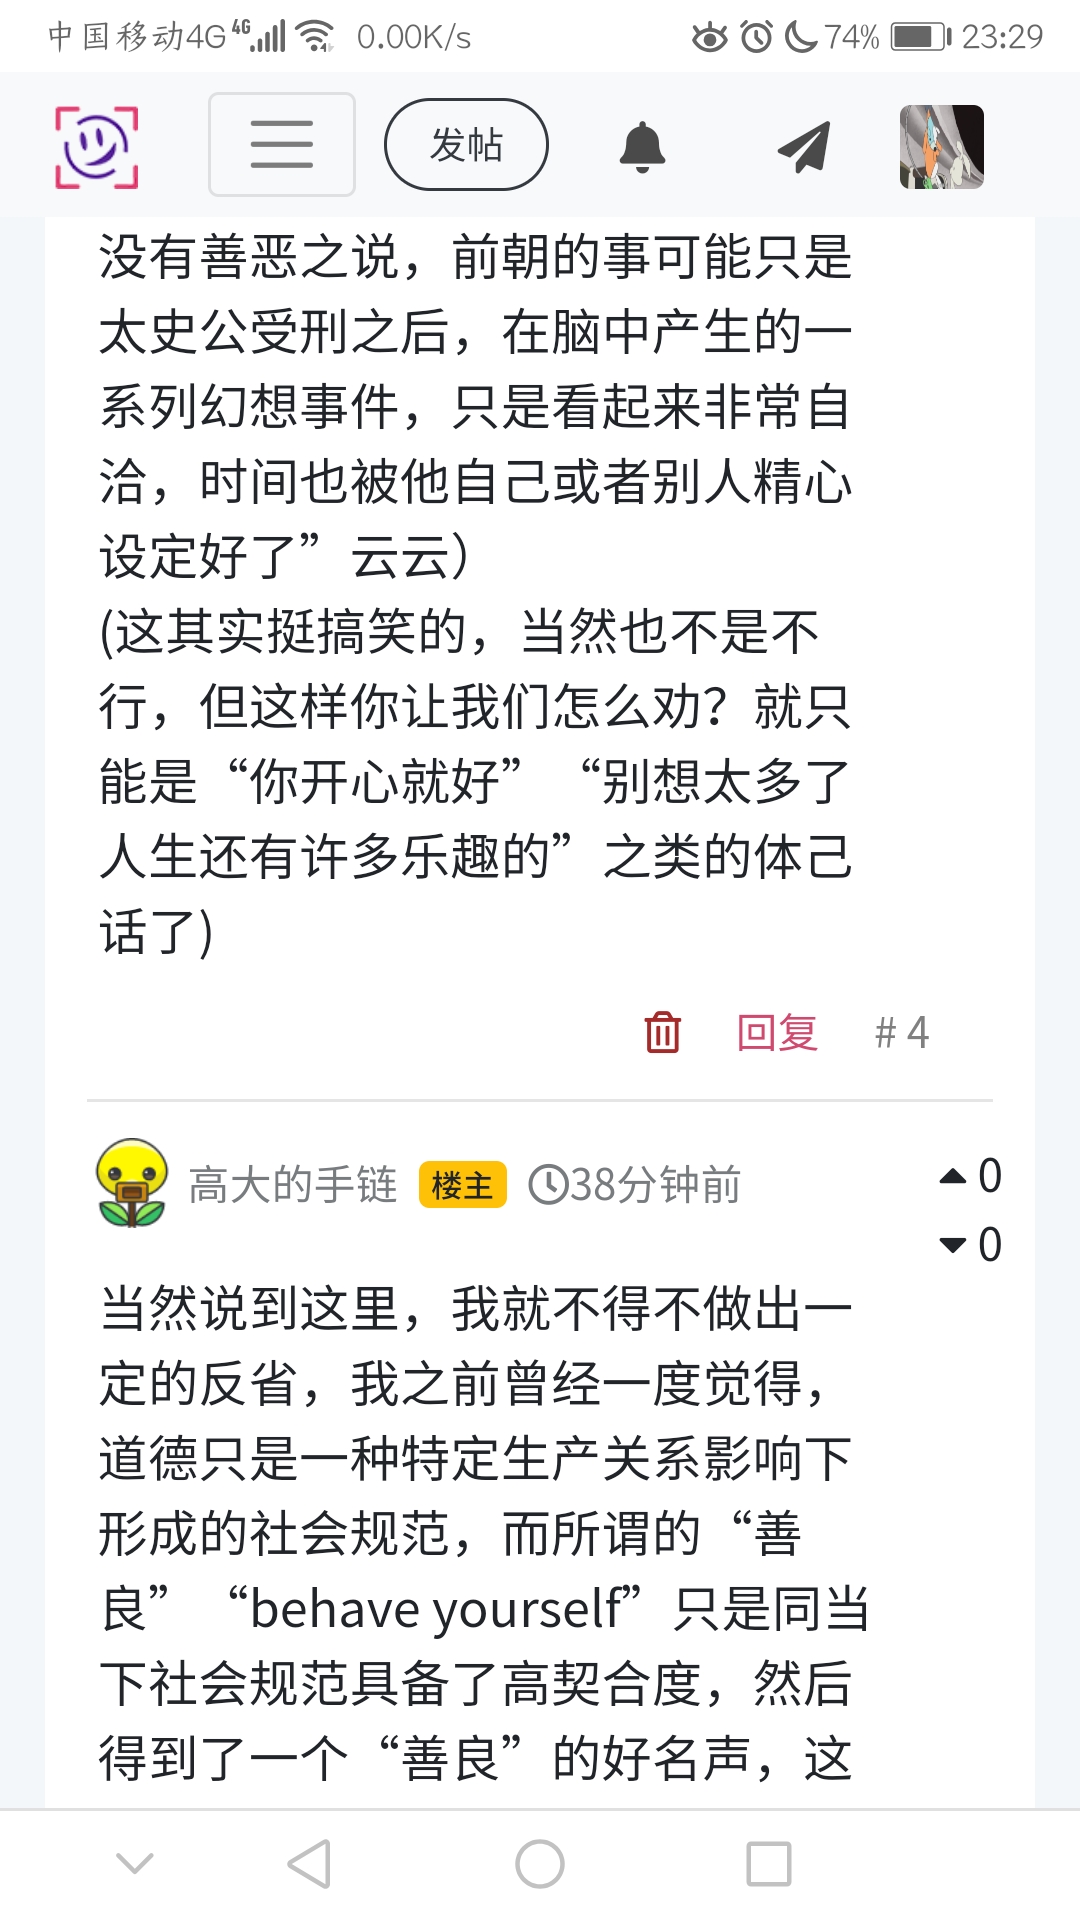 中国移动4G 4G 0.00K/s 74% 23:29
发帖
没有善恶之说，前朝的事可能只是
太史公受刑之后，在脑中产生的一
系列幻想事件，只是看起来非常自
洽，时间也被他自己或者别人精心
设定好了”云云）
(这其实挺搞笑的，当然也不是不
行，但这样你让我们怎么劝？就只
能是“你开心就好”“别想太多了
人生还有许多乐趣的”之类的体己
话了)
回复 #4
高大的手链 楼主 38分钟前 0
0
当然说到这里，我就不得不做出一
定的反省，我之前曾经一度觉得，
道德只是一种特定生产关系影响下
形成的社会规范，而所谓的“善
良”“behave yourself”只是同当
下社会规范具备了高契合度，然后
得到了一个“善良”的好名声，这